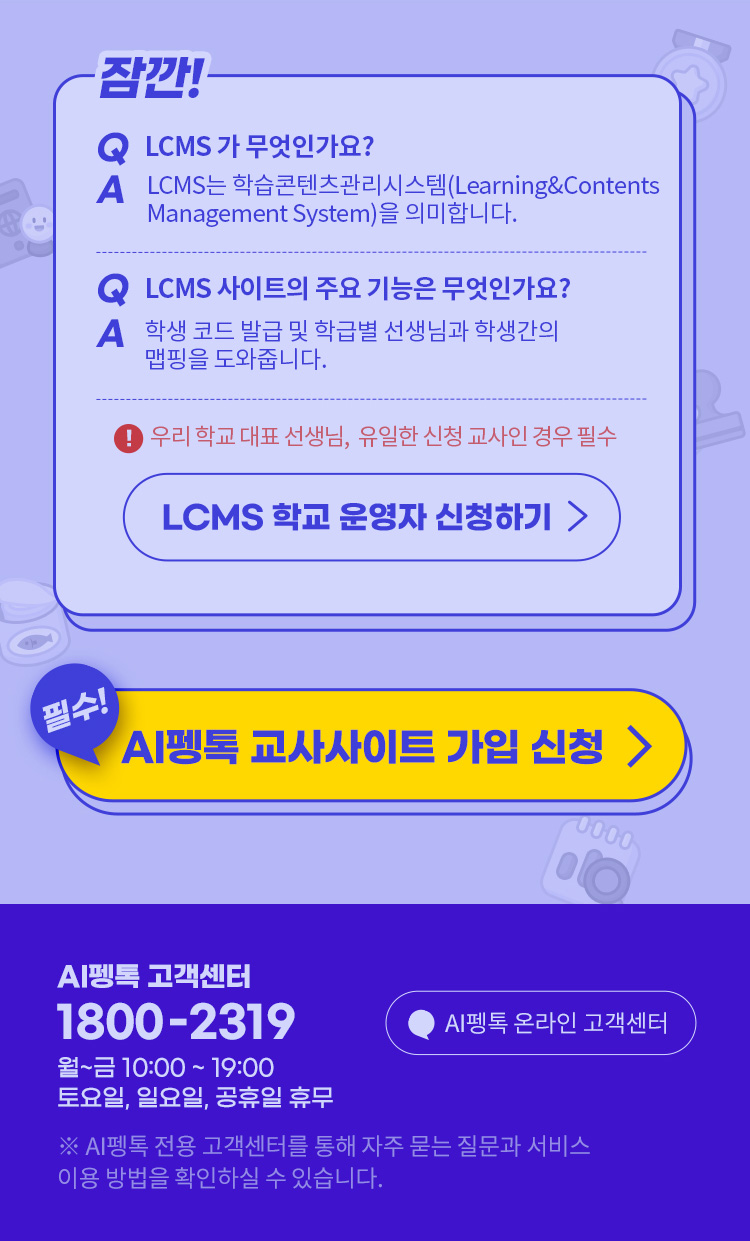 잠깐!
Q LCMS 가 무엇인가요?
A LCMS는 학습콘텐츠관리시스템(Learning&Contents
Management System)을 의미합니다.
Q LCMS 사이트의 주요 기능은 무엇인가요?
A 학생 코드 발급 및 학급별 선생님과 학생간의
맵핑을 도와줍니다.
! 우리 학교 대표 선생님, 유일한 신청 교사인 경우 필수
LCMS 학교 운영자 신청하기 >
필수!
AI펭톡 교사사이트 가입 신청 >
AI펭톡 고객센터
1800-2319
월~금 10:00 ~ 19:00
토요일, 일요일, 공휴일 휴무
AI펭톡 온라인 고객센터
※ AI펭톡 전용 고객센터를 통해 자주 묻는 질문과 서비스
이용 방법을 확인하실 수 있습니다.